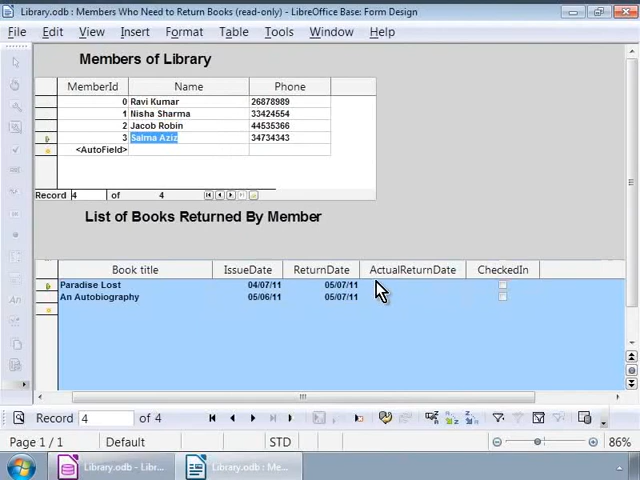 Library.odb : Members Who Need to Return Books (read-only) - LibreOffice Base: Form Design
File Edit View Insert Format Table Tools Window Help
Members of Library
MemberId Name Phone
0 Ravi Kumar 26878989
1 Nisha Sharma 33424554
2 Jacob Robin 44535366
3 Salma Aziz 34734343
<AutoField>
Record 4 of 4
List of Books Returned By Member
Book title IssueDate ReturnDate ActualReturnDate CheckedIn
Paradise Lost 04/07/11 05/07/11
An Autobiography 05/06/11 05/07/11
Record 4 of 4
Page 1 / 1 Default STD 86%
Library.odb - Libr... Library.odb : Me...